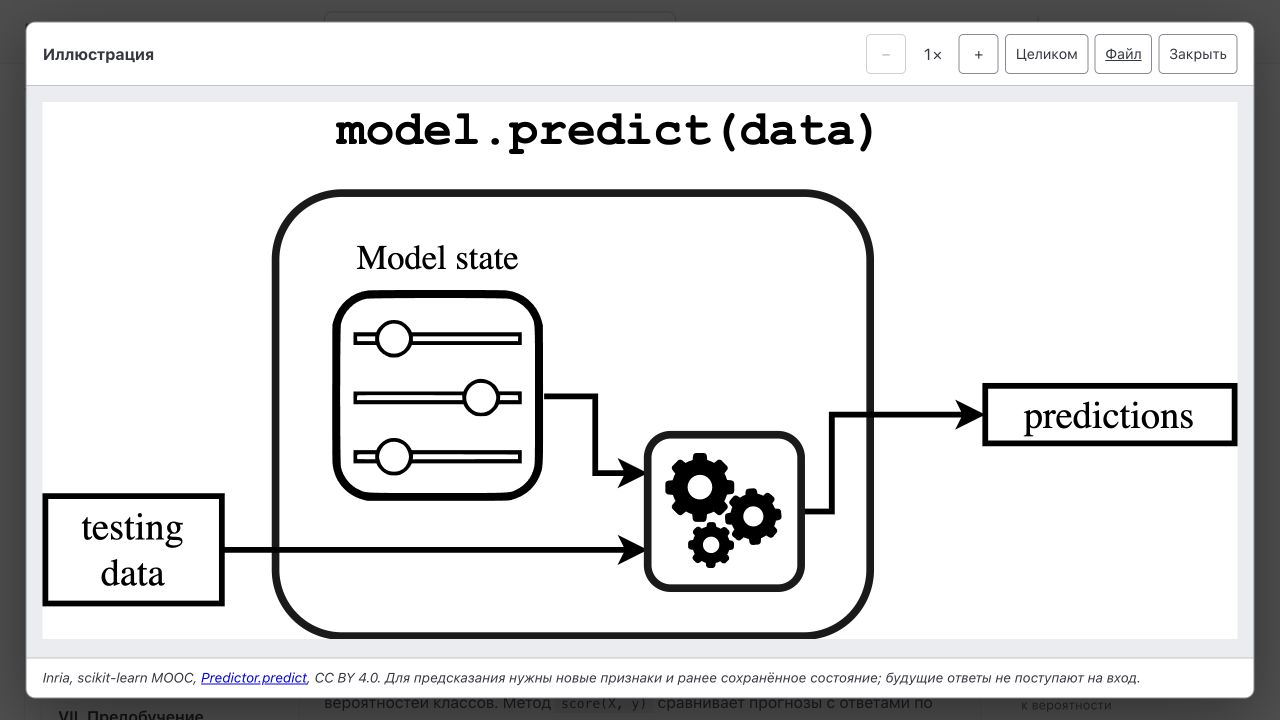 Иллюстрация
− 1× + Целиком Файл Закрыть
model.predict(data)
Model state
predictions
testing
data
Inria, scikit-learn MOOC, Predictor.predict, CC BY 4.0. Для предсказания нужны новые признаки и ранее сохранённое состояние; будущие ответы не поступают на вход.
вероятностей классов. Метод score(X, y) сравнивает прогнозы с ответами по
к вероятности
VII. Преобучение